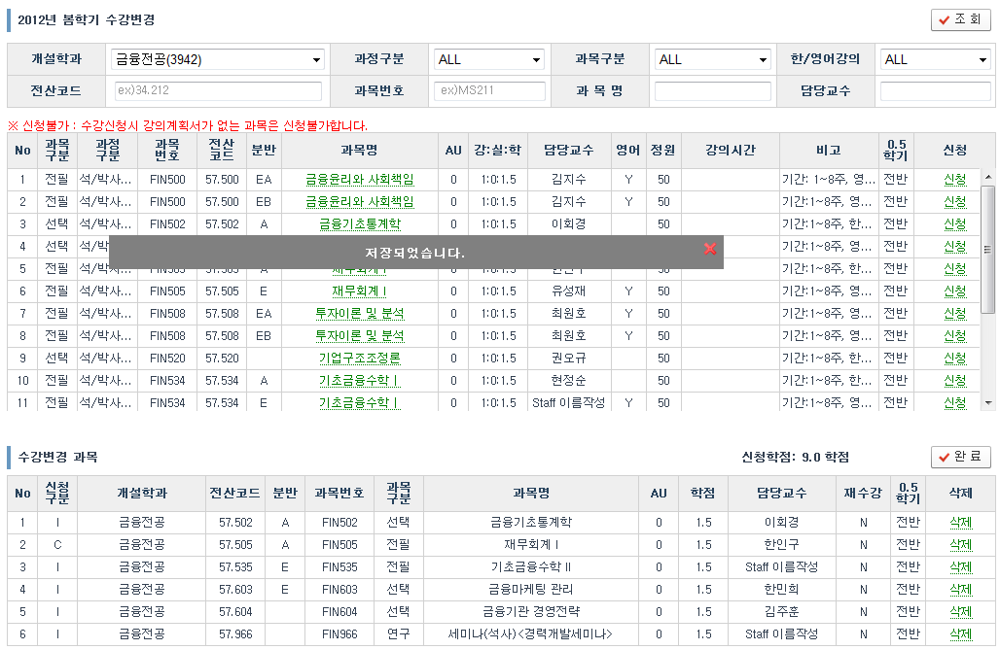 2012년 봄학기 수강변경 조 회
개설학과 금융전공(3942) 과정구분 ALL 과목구분 ALL 한/영어강의 ALL
전산코드 ex)34.212 과목번호 ex)MS211 과 목 명 담당교수
※ 신청불가 : 수강신청시 강의계획서가 없는 과목은 신청불가합니다.
No 과목구분 과정구분 과목번호 전산코드 분반 과목명 AU 강:실:학 담당교수 영어 정원 강의시간 비고 0.5학기 신청
1 전필 석/박사... FIN500 57.500 EA 금융윤리와 사회책임 0 1:0:1.5 김지수 Y 50 기간: 1~8주, 영... 전반 신청
2 전필 석/박사... FIN500 57.500 EB 금융윤리와 사회책임 0 1:0:1.5 김지수 Y 50 기간:1~8주, 영... 전반 신청
3 선택 석/박사... FIN502 57.502 A 금융기초통계학 0 1:0:1.5 이회경 50 기간:1~8주, 한... 전반 신청
4 선택 석/박 기간:1~8주, 영... 전반 신청
저장되었습니다.
5 전필 석/박사... FIN505 57.505 A 재무회계 I 0 1:0:1.5 한인구 50 기간:1~8주, 한... 전반 신청
6 전필 석/박사... FIN505 57.505 E 재무회계 I 0 1:0:1.5 유성재 Y 50 기간:1~8주, 영... 전반 신청
7 전필 석/박사... FIN508 57.508 EA 투자이론 및 분석 0 1:0:1.5 최원호 Y 50 기간:1~8주, 영... 전반 신청
8 전필 석/박사... FIN508 57.508 EB 투자이론 및 분석 0 1:0:1.5 최원호 Y 50 기간:1~8주, 영... 전반 신청
9 선택 석/박사... FIN520 57.520 기업구조조정론 0 1:0:1.5 권오규 50 기간:1~8주, 한... 전반 신청
10 전필 석/박사... FIN534 57.534 A 기초금융수학 I 0 1:0:1.5 현정순 50 기간:1~8주, 한... 전반 신청
11 전필 석/박사... FIN534 57.534 E 기초금융수학 I 0 1:0:1.5 Staff 이름작성 Y 50 기간:1~8주, 영... 전반 신청
수강변경 과목 신청학점: 9.0 학점 완 료
No 신청구분 개설학과 전산코드 분반 과목번호 과목구분 과목명 AU 학점 담당교수 재수강 0.5학기 삭제
1 I 금융전공 57.502 A FIN502 선택 금융기초통계학 0 1.5 이회경 N 전반 삭제
2 C 금융전공 57.505 A FIN505 전필 재무회계 I 0 1.5 한인구 N 전반 삭제
3 I 금융전공 57.535 E FIN535 전필 기초금융수학 II 0 1.5 Staff 이름작성 N 전반 삭제
4 I 금융전공 57.603 E FIN603 선택 금융마케팅 관리 0 1.5 한민희 N 전반 삭제
5 I 금융전공 57.604 FIN604 선택 금융기관 경영전략 0 1.5 김주훈 N 전반 삭제
6 I 금융전공 57.966 FIN966 연구 세미나(석사)<경력개발세미나> 0 1.5 Staff 이름작성 N 전반 삭제